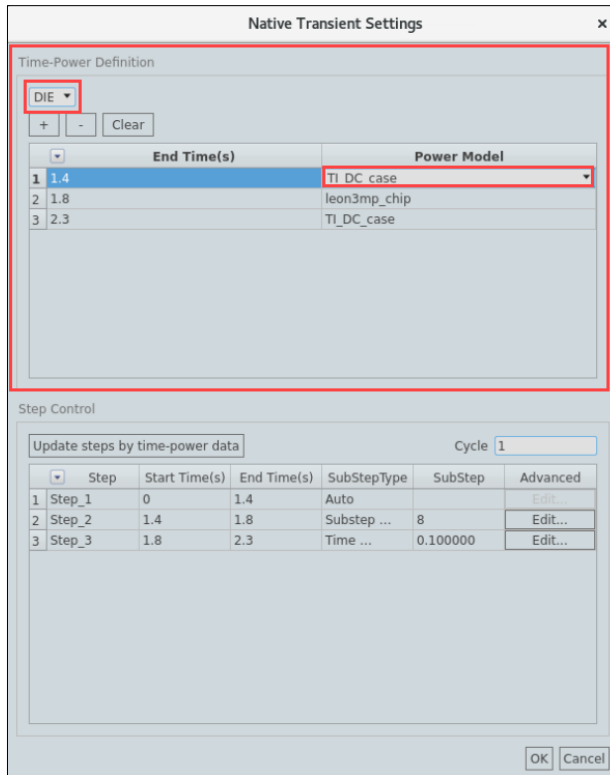 Native Transient Settings ×
Time-Power Definition
DIE
+ - Clear
End Time(s) Power Model
1 1.4 TI_DC_case
2 1.8 leon3mp_chip
3 2.3 TI_DC_case
Step Control
Update steps by time-power data Cycle 1
Step Start Time(s) End Time(s) SubStepType SubStep Advanced
1 Step_1 0 1.4 Auto Edit...
2 Step_2 1.4 1.8 Substep ... 8 Edit...
3 Step_3 1.8 2.3 Time ... 0.100000 Edit...
OK Cancel